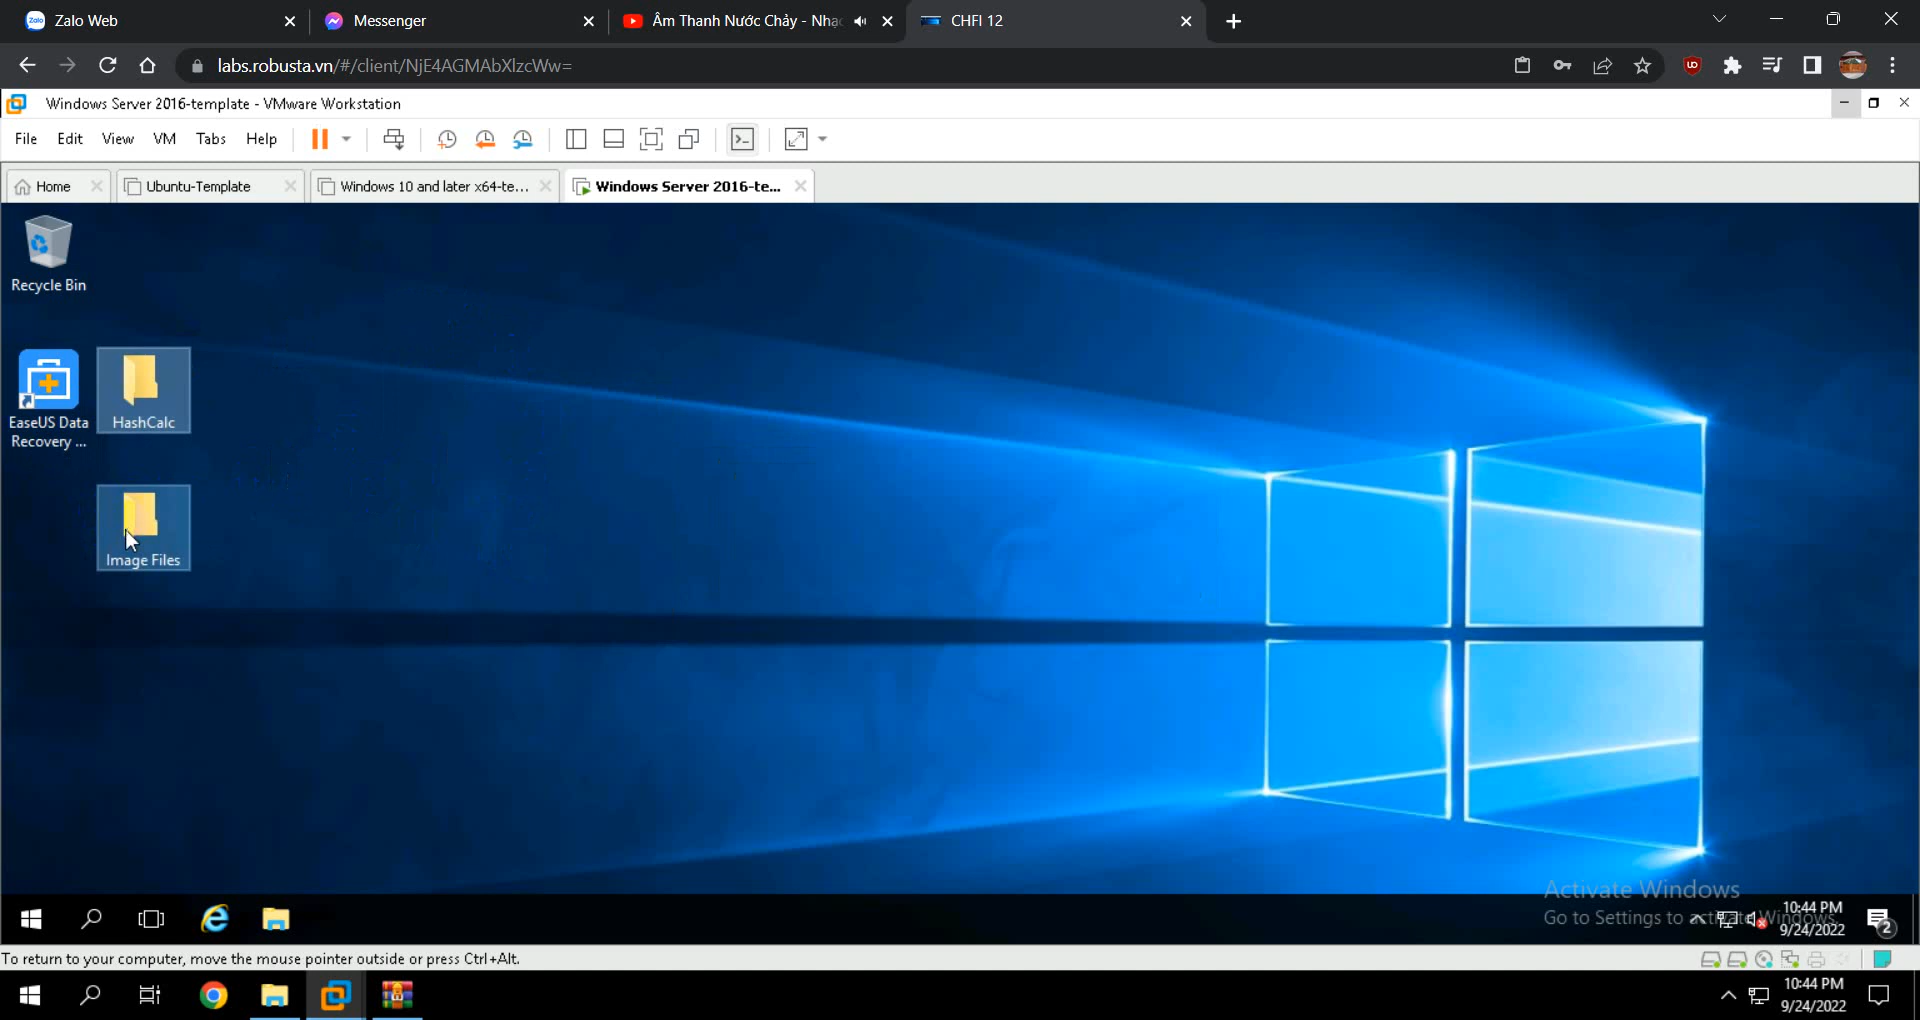 Zalo Web
Messenger
Âm Thanh Nước Chảy - Nhạ
CHFI 12
labs.robusta.vn/#/client/NjE4AGMAbXlzcWw=
Windows Server 2016-template - VMware Workstation
File Edit View VM Tabs Help
Home
Ubuntu-Template
Windows 10 and later x64-te...
Windows Server 2016-te...
Recycle Bin
EaseUS Data
Recovery ...
HashCalc
Image Files
Activate Windows
Go to Settings to activate Windows.
10:44 PM
9/24/2022
2
To return to your computer, move the mouse pointer outside or press Ctrl+Alt.
10:44 PM
9/24/2022